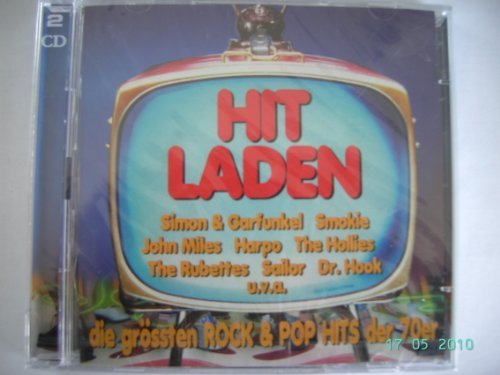 2
CD
HIT
LADEN
Simon & Garfunkel Smokie
John Miles Harpo The Hollies
The Rubettes Sailor Dr. Hook
u.v.a.
die grössten ROCK & POP HITS der 70er
17 05 2010